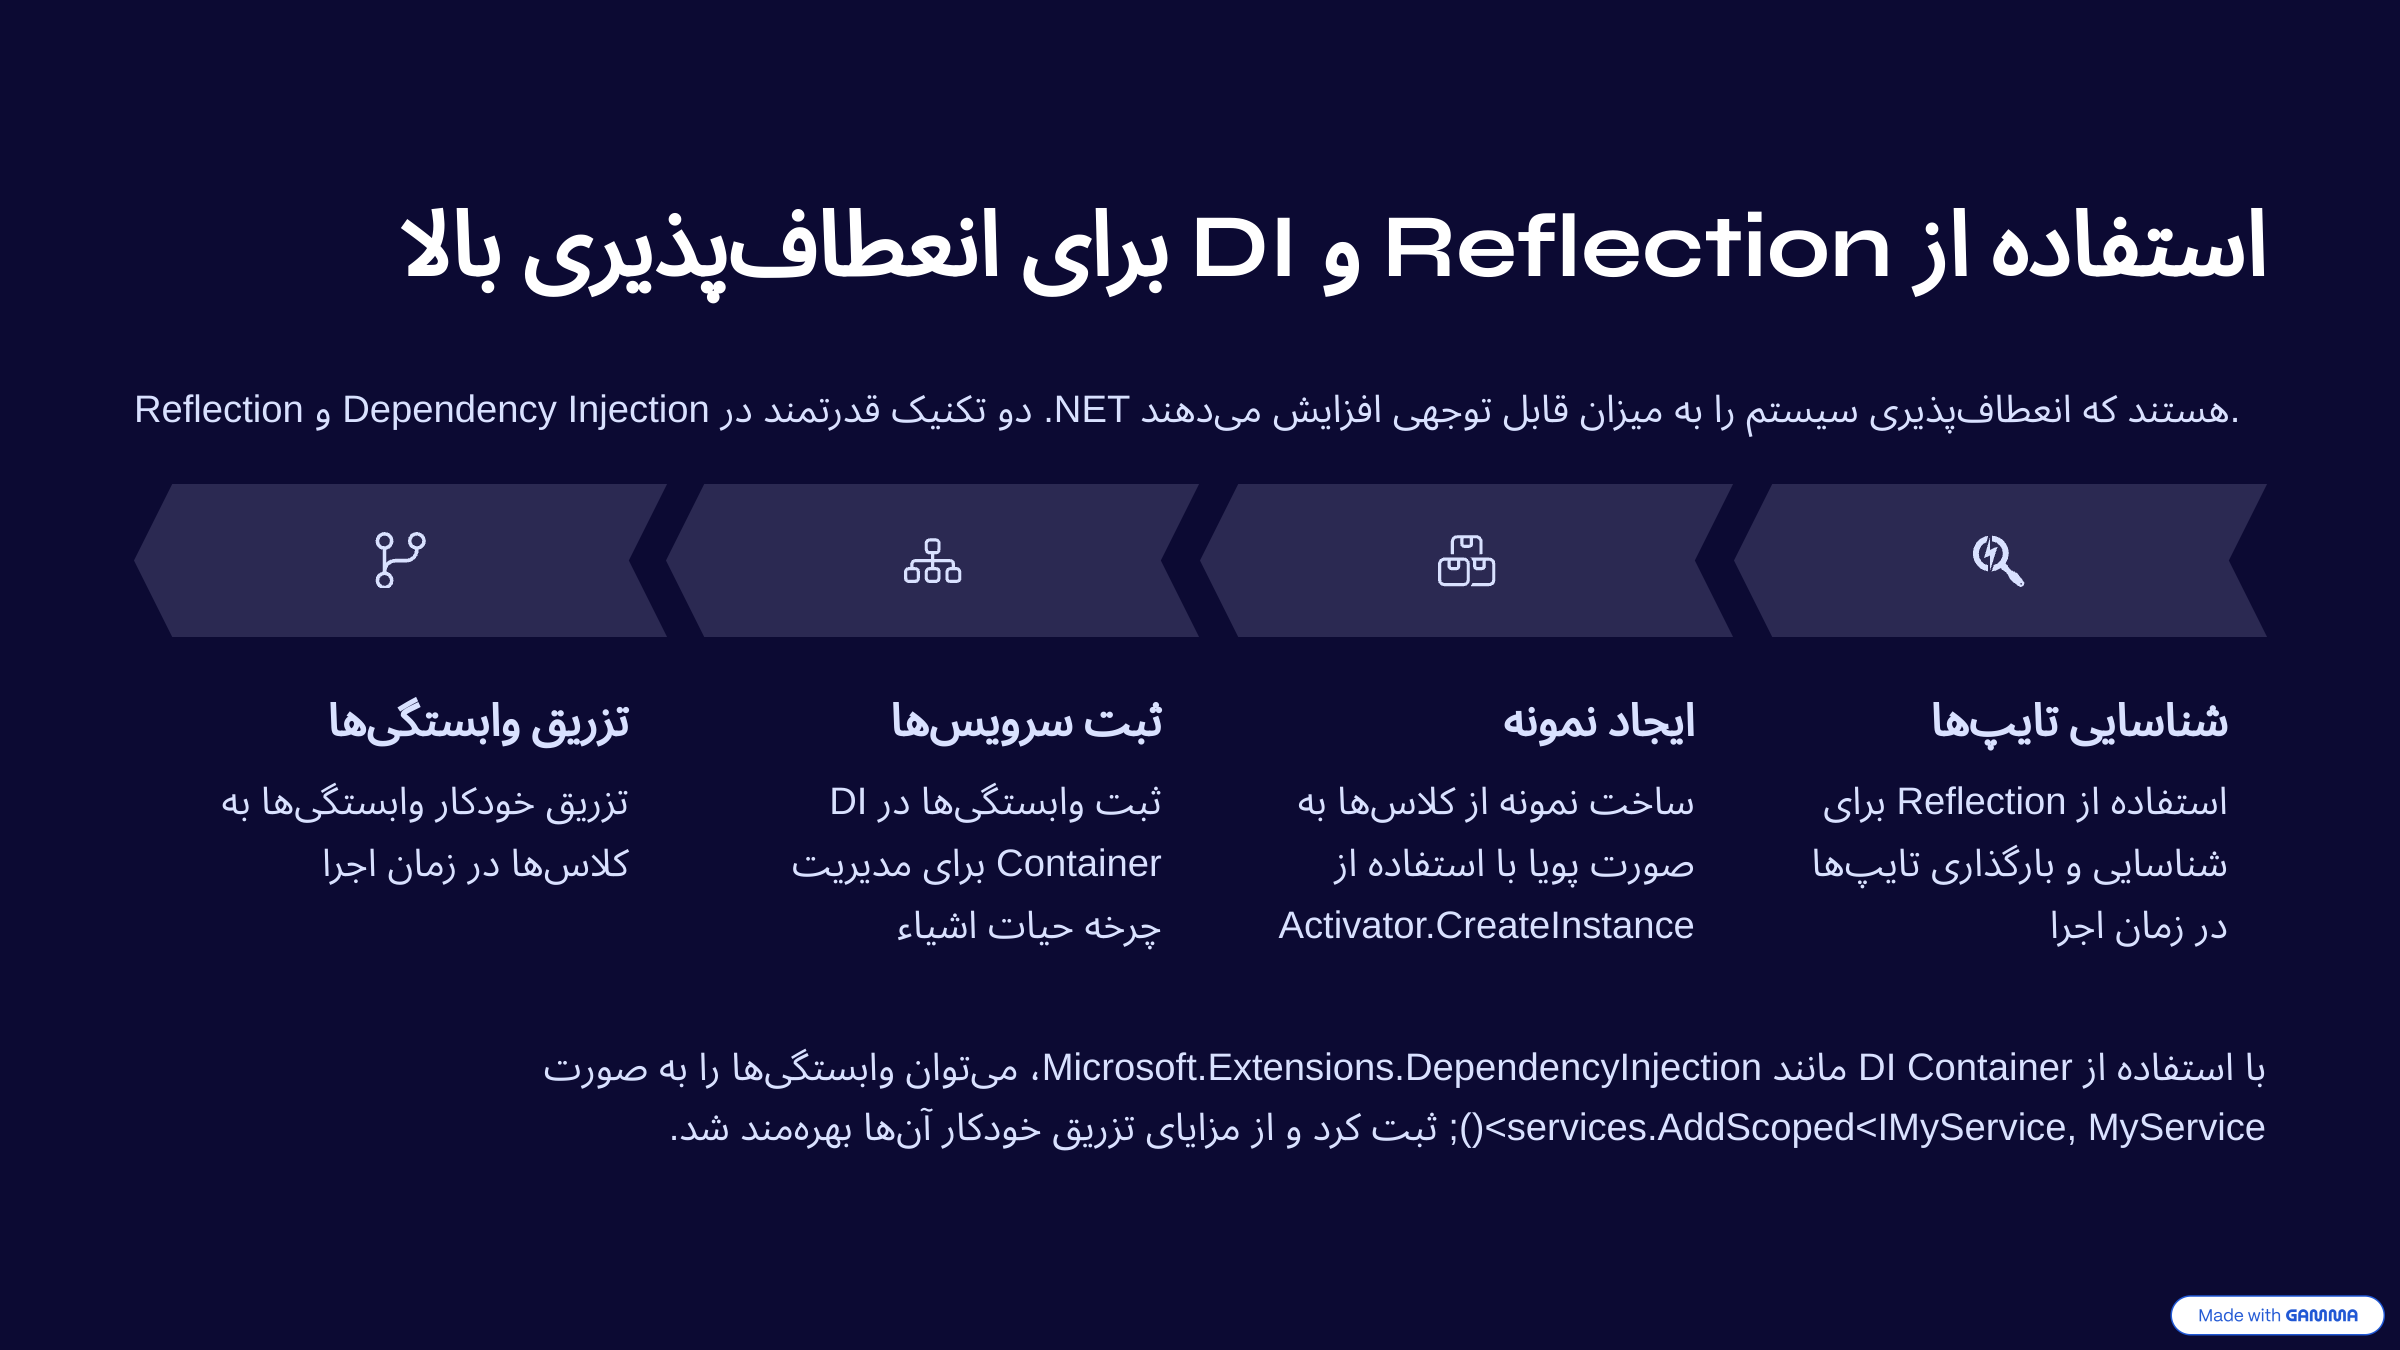 استفاده از Reflection و DI برای انعطاف‌پذیری بالا
Reflection و Dependency Injection دو تکنیک قدرتمند در .NET هستند که انعطاف‌پذیری سیستم را به میزان قابل توجهی افزایش می‌دهند.
شناسایی تایپ‌ها
استفاده از Reflection برای
شناسایی و بارگذاری تایپ‌ها
در زمان اجرا
ایجاد نمونه
ساخت نمونه از کلاس‌ها به
صورت پویا با استفاده از
Activator.CreateInstance
ثبت سرویس‌ها
ثبت وابستگی‌ها در DI
Container برای مدیریت
چرخه حیات اشیاء
تزریق وابستگی‌ها
تزریق خودکار وابستگی‌ها به
کلاس‌ها در زمان اجرا
با استفاده از DI Container مانند Microsoft.Extensions.DependencyInjection، می‌توان وابستگی‌ها را به صورت
services.AddScoped<IMyService, MyService>(); ثبت کرد و از مزایای تزریق خودکار آن‌ها بهره‌مند شد.
Made with GAMMA